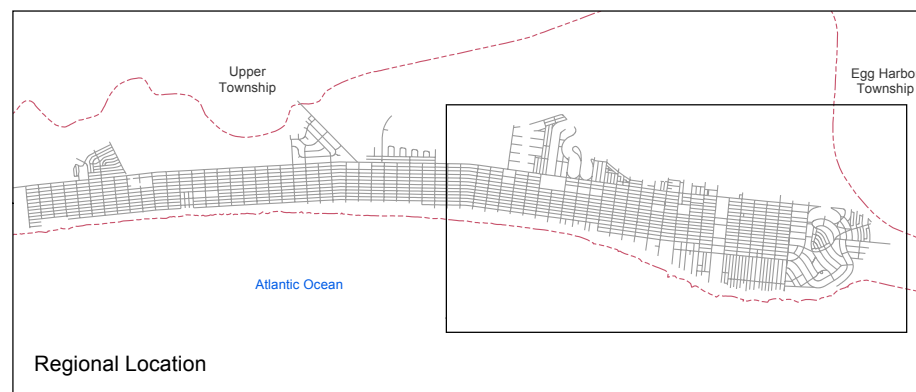 Upper
Township
Egg Harbo
Township
Atlantic Ocean
Regional Location